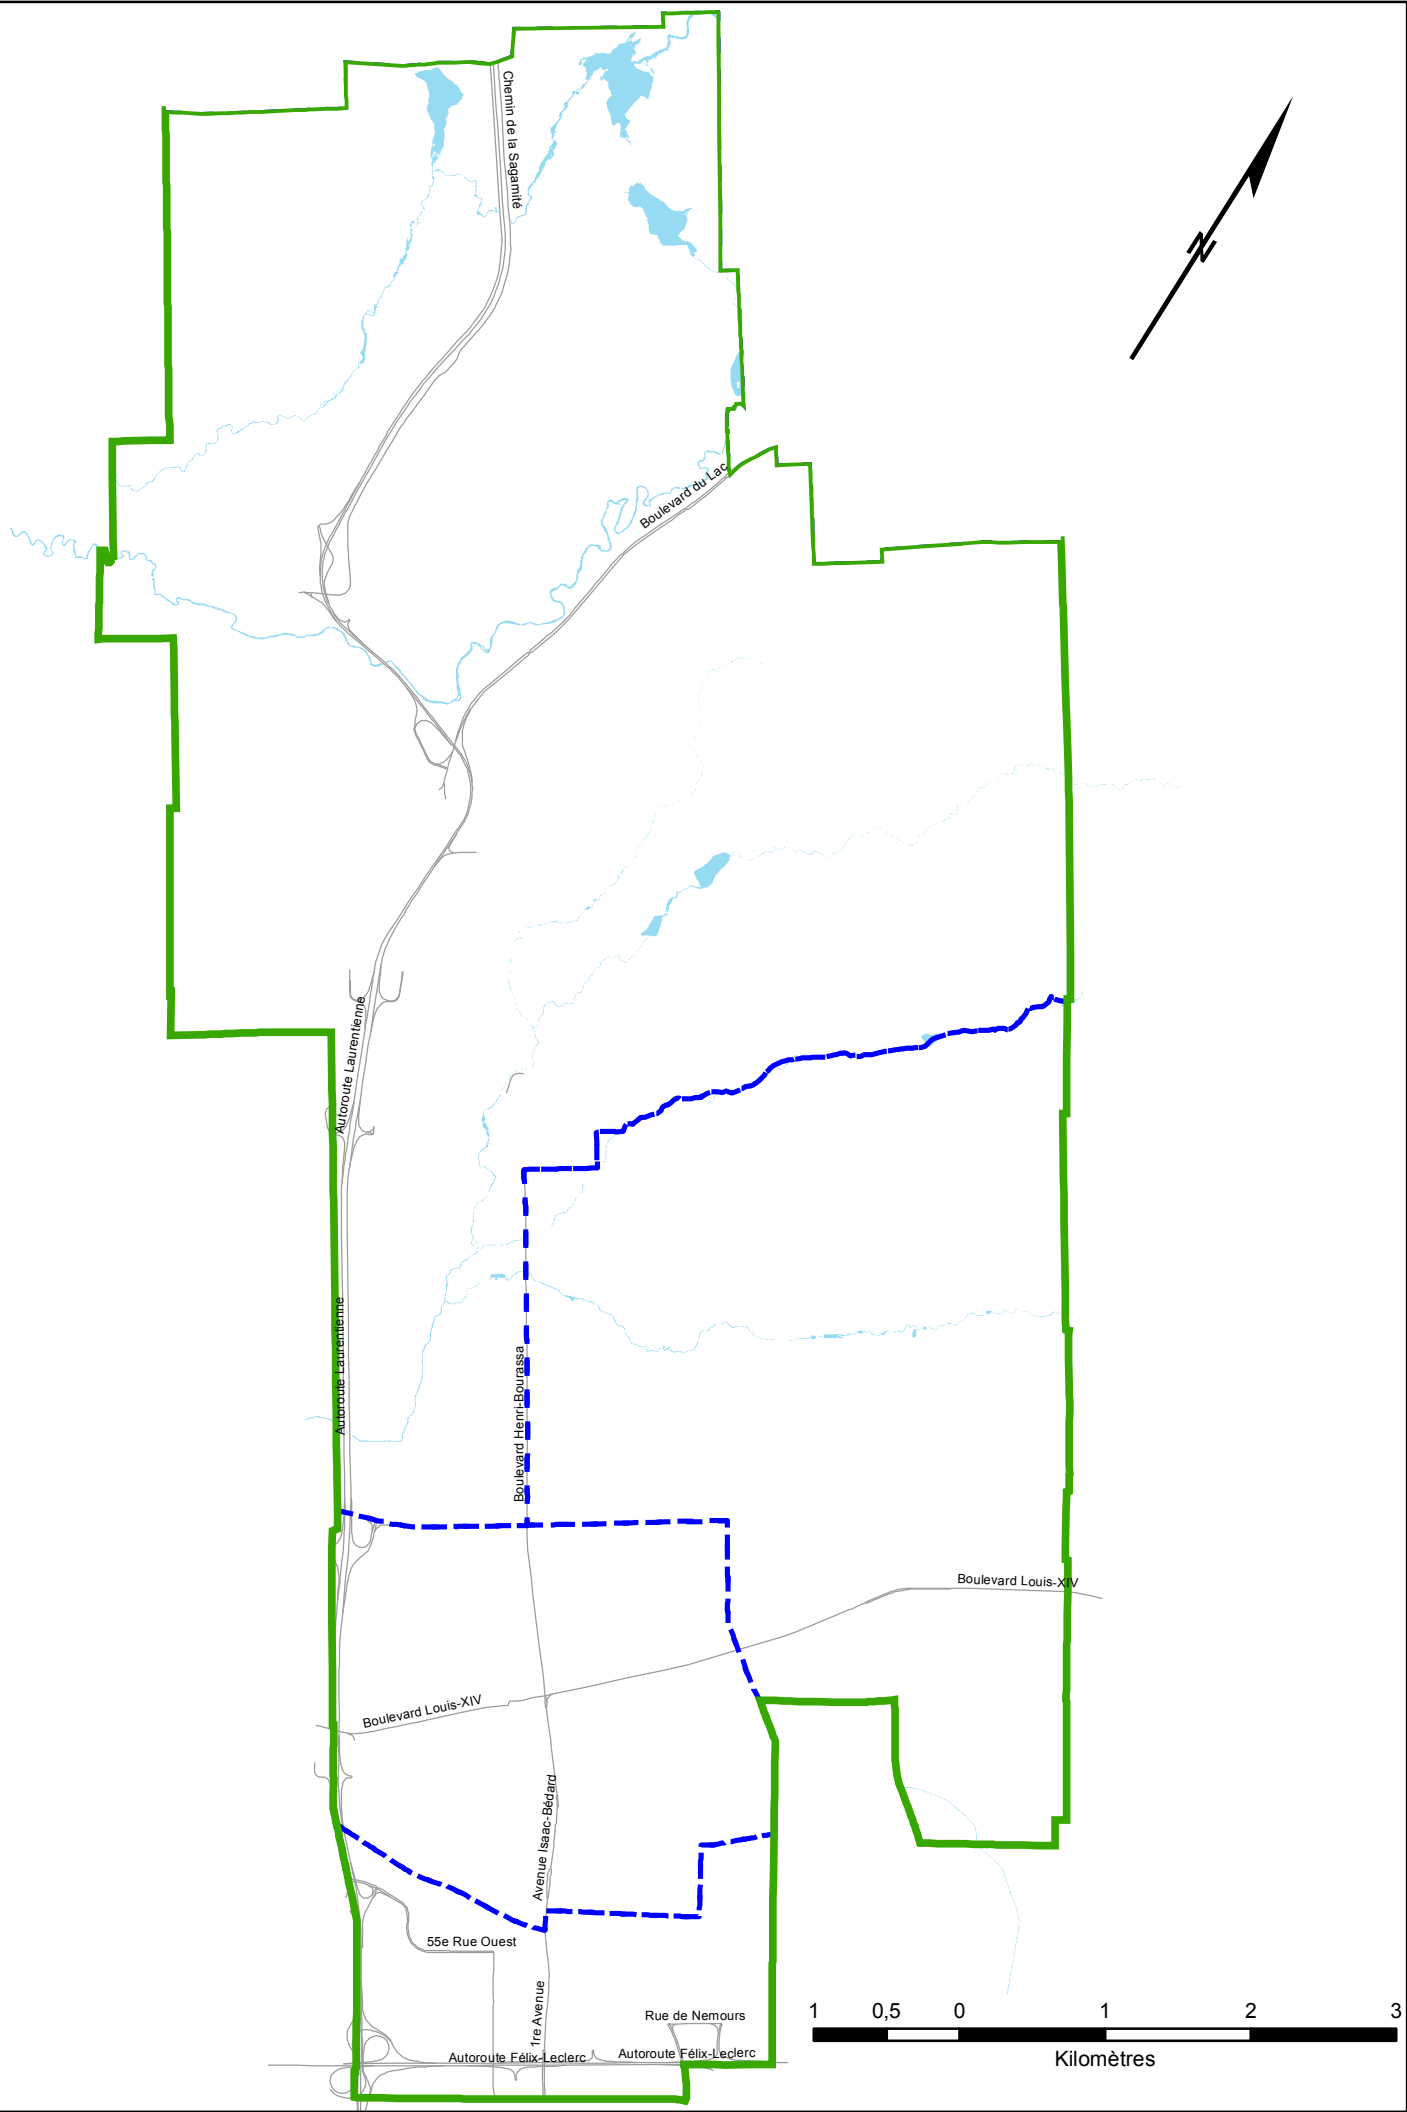 Chemin de la Sagamité
N
Boulevard du Lac
Autoroute Laurentienne
Autoroute Laurentienne
Boulevard Henri-Bourassa
Boulevard Louis-XIV
Boulevard Louis-XIV
Avenue Isaac-Bédard
55e Rue Ouest
1re Avenue
Rue de Nemours
Autoroute Félix-Leclerc
Autoroute Félix-Leclerc
1 0,5 0 1 2 3
Kilomètres